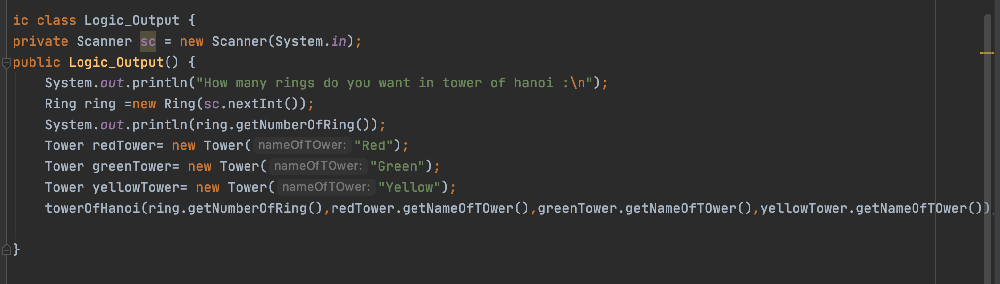 ic class Logic_Output {
private Scanner sc = new Scanner(System.in);
public Logic_Output() {
System.out.println("How many rings do you want in tower of hanoi :\n");
Ring ring =new Ring(sc.nextInt());
System.out.println(ring.getNumberOfRing());
Tower redTower= new Tower( nameOfTOwer: "Red");
Tower greenTower= new Tower( nameOfTOwer: "Green");
Tower yellowTower= new Tower( nameOfTOwer: "Yellow");
towerOfHanoi(ring.getNumberOfRing(),redTower.getNameOfTOwer(),greenTower.getNameOfTOwer(),yellowTower.getNameOfTOwer());
}